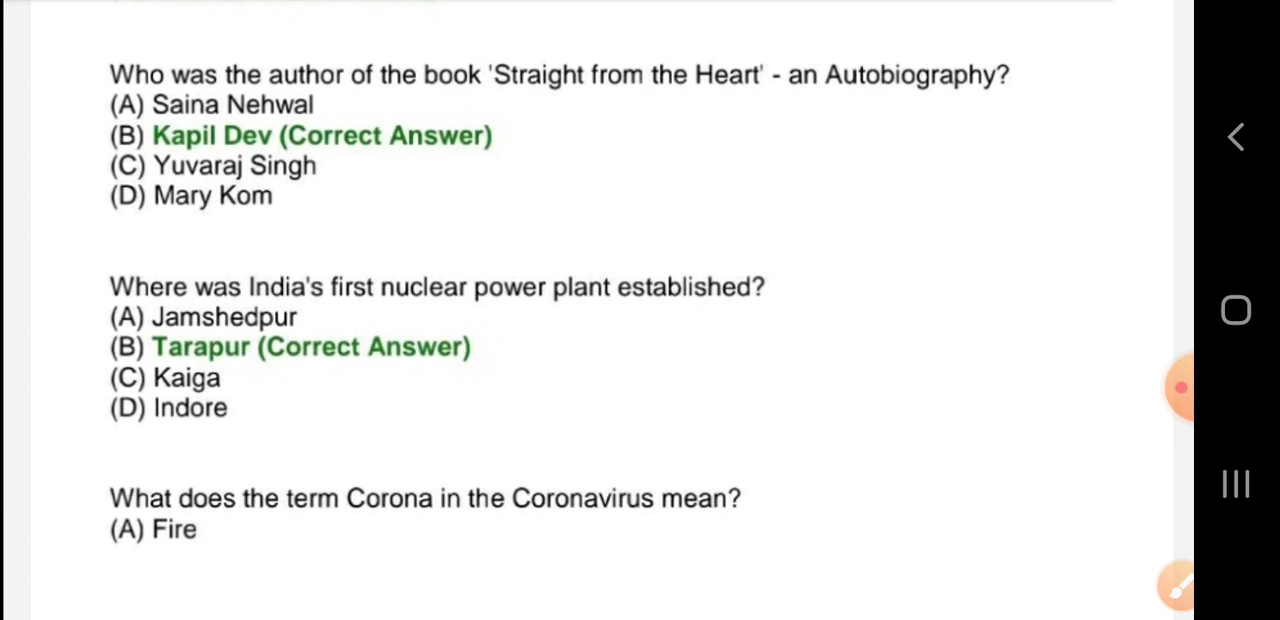 Who was the author of the book 'Straight from the Heart' - an Autobiography?
(A) Saina Nehwal
(B) Kapil Dev (Correct Answer)
(C) Yuvaraj Singh
(D) Mary Kom
Where was India's first nuclear power plant established?
(A) Jamshedpur
(B) Tarapur (Correct Answer)
(C) Kaiga
(D) Indore
What does the term Corona in the Coronavirus mean?
(A) Fire